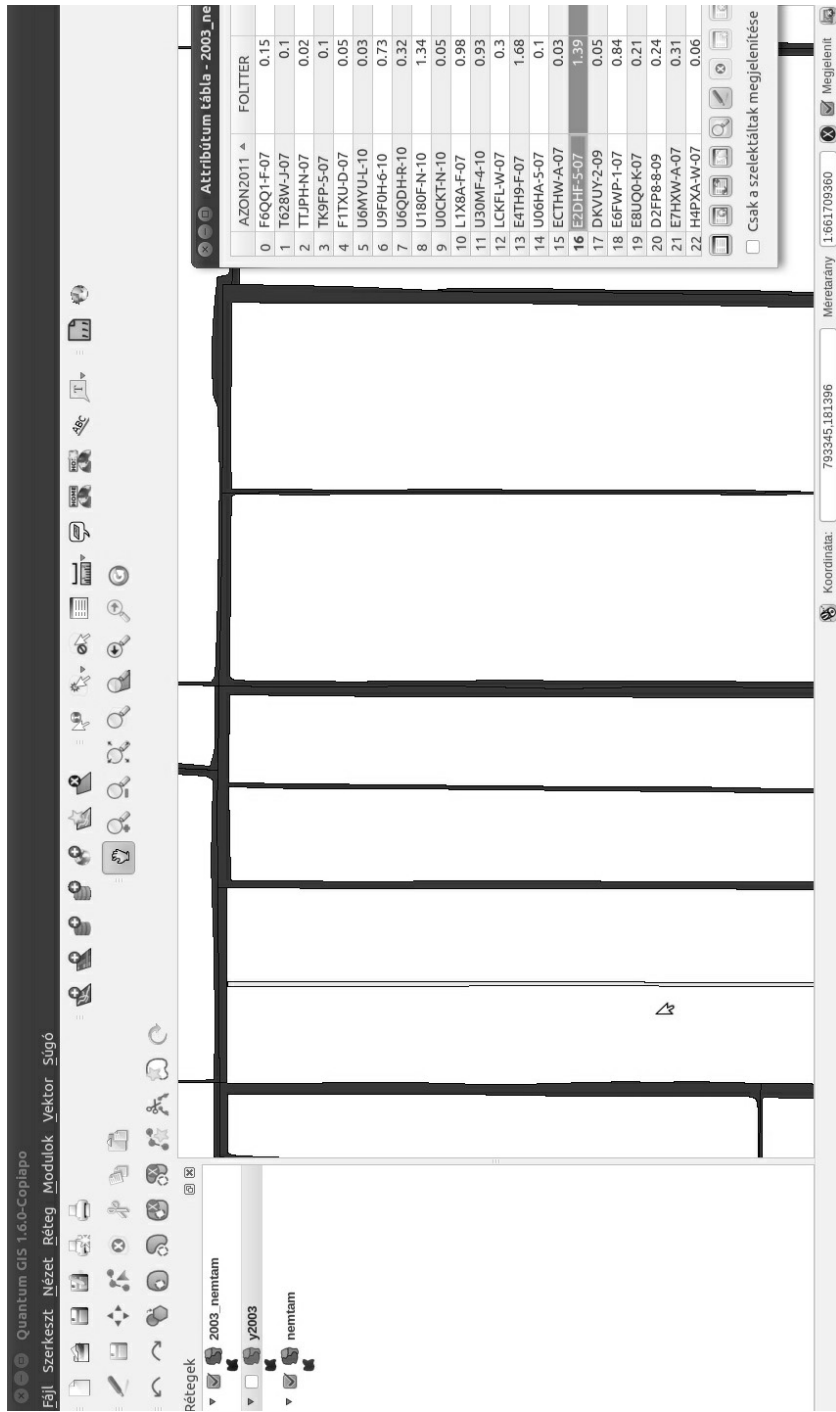 Quantum GIS 1.6.0-Copiapo
Fájl Szerkeszt Nézet Réteg Modulok Vektor Súgó
ABC
T
HOME
Rétegek
2003_nemtam
y2003
nemtam
Attribútum tábla - 2003_ne
AZON2011 FOLTTER
0 F6QQ1-F-07 0.15
1 T628W-J-07 0.1
2 TTJPH-N-07 0.02
3 TK9FP-5-07 0.1
4 F1TXU-D-07 0.05
5 U6MYU-L-10 0.03
6 U9F0H-6-10 0.73
7 U6QDH-R-10 0.32
8 U180F-N-10 1.34
9 U0CKT-N-10 0.05
10 L1X8A-F-07 0.98
11 U30MF-4-10 0.93
12 LCKFL-W-07 0.3
13 E4TH9-F-07 1.68
14 U06HA-5-07 0.1
15 ECTHW-A-07 0.03
16 E2DHF-5-07 1.39
17 DKVUY-2-09 0.05
18 E6FWP-1-07 0.84
19 E8UQ0-K-07 0.21
20 D2FP8-8-09 0.24
21 E7HXW-A-07 0.31
22 H4PXA-W-07 0.06
Csak a szelektáltak megjelenítése
Koordináta: 793345,181396 Méretarány 1:661709360 Megjelenít